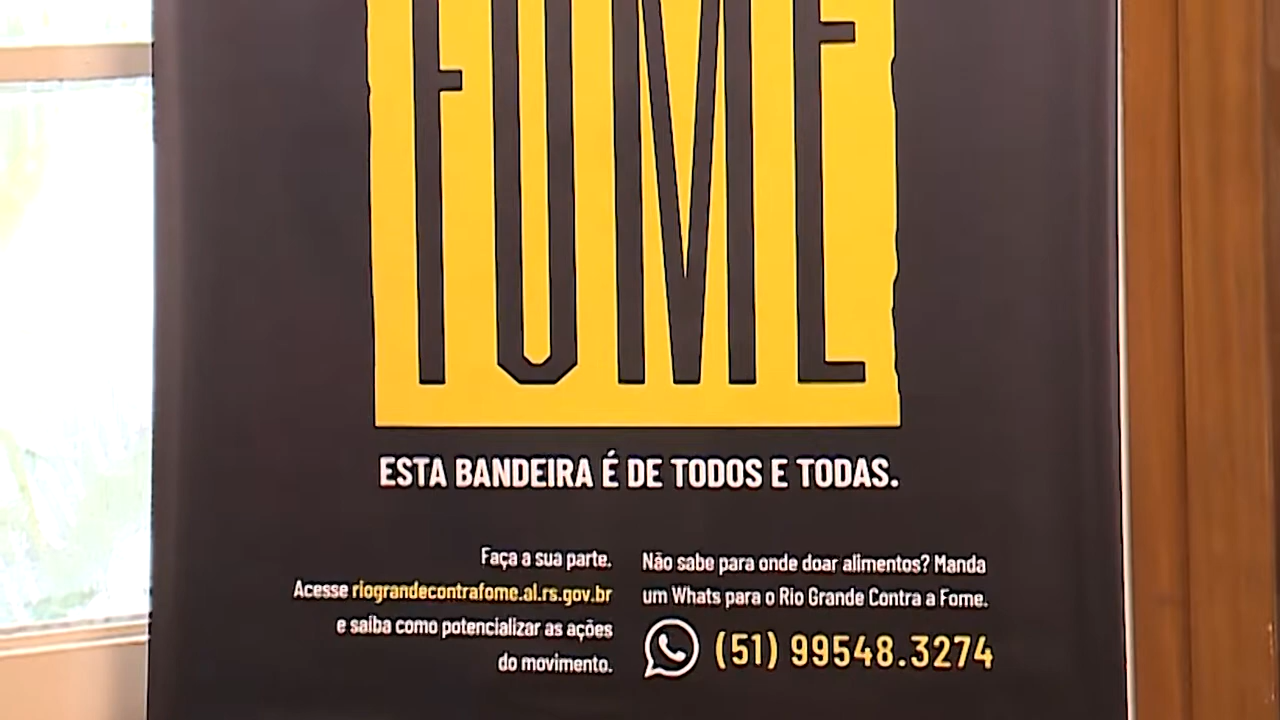 FOME
ESTA BANDEIRA É DE TODOS E TODAS.
Faça a sua parte.
Acesse riograndecontrafome.al.rs.gov.br
e saiba como potencializar as ações
do movimento.
Não sabe para onde doar alimentos? Manda
um Whats para o Rio Grande Contra a Fome.
(51) 99548.3274